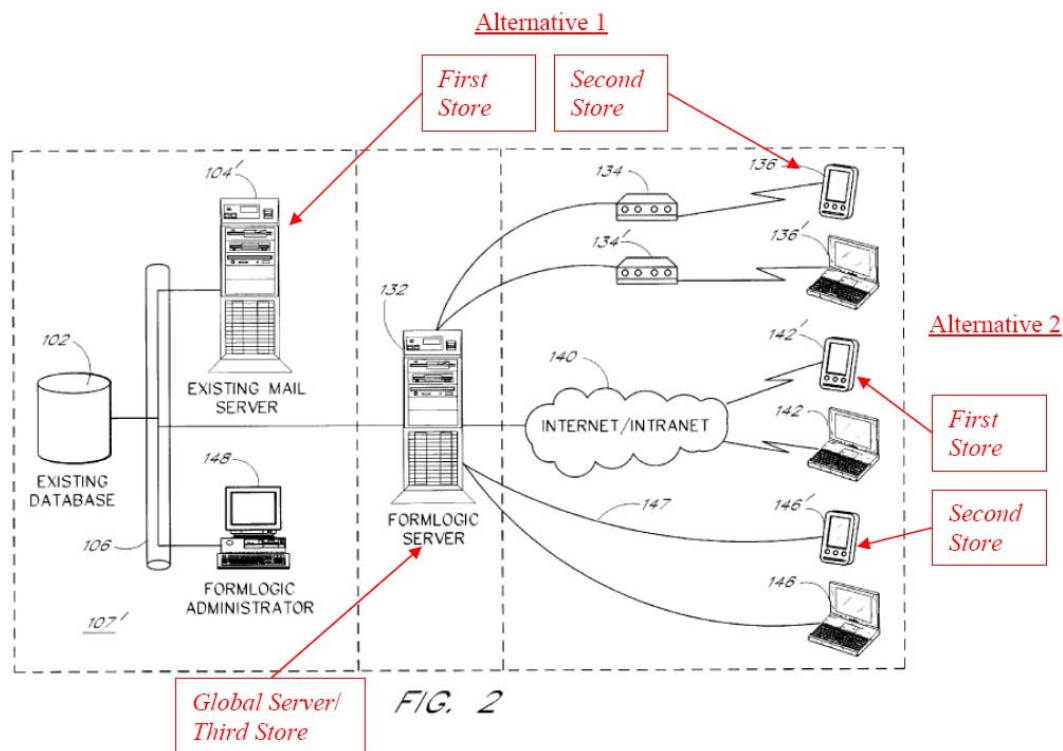 Alternative 1
First
Store
Second
Store
104'
134
136
134'
136'
132
102
142'
Alternative 2
140
EXISTING MAIL
SERVER
INTERNET/INTRANET
142
First
Store
148
EXISTING
DATABASE
FORMLOGIC
SERVER
147
146'
Second
Store
106
FORMLOGIC
ADMINISTRATOR
146
107'
Global Server/
Third Store
FIG. 2